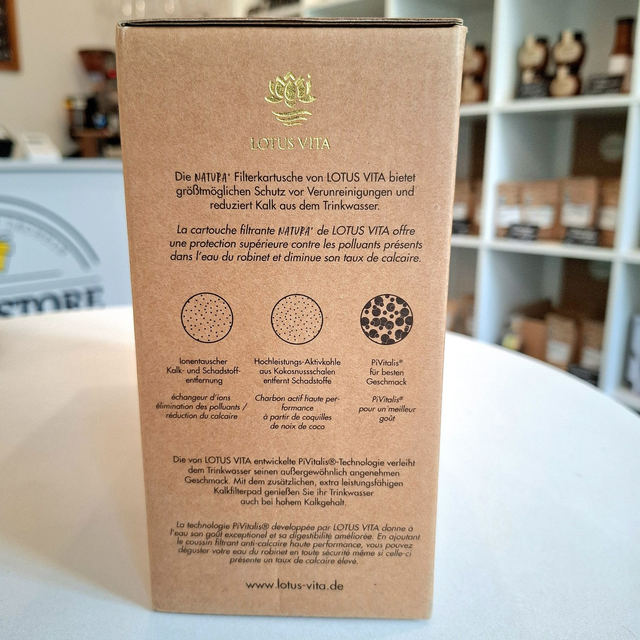 LOTUS VITA
Die NATURA® Filterkartusche von LOTUS VITA bietet
größtmöglichen Schutz vor Verunreinigungen und
reduziert Kalk aus dem Trinkwasser.
La cartouche filtrante NATURA® de LOTUS VITA offre
une protection supérieure contre les polluants présents
dans l'eau du robinet et diminue son taux de calcaire.
Ionentauscher
Kalk- und Schadstoff-
entfernung
échangeur d'ions
élimination des polluants /
réduction du calcaire
Hochleistungs-Aktivkohle
aus Kokosnussschalen
entfernt Schadstoffe
Charbon actif haute per-
formance
à partir de coquilles
de noix de coco
PiVitalis®
für besten
Geschmack
PiVitalis®
pour un meilleur
goût
Die von LOTUS VITA entwickelte PiVitalis®-Technologie verleiht
dem Trinkwasser seinen außergewöhnlich angenehmen
Geschmack. Mit dem zusätzlichen, extra leistungsfähigen
Kalkfilterpad genießen Sie ihr Trinkwasser
auch bei hohem Kalkgehalt.
La technologie PiVitalis® developpée par LOTUS VITA donne à
l'eau son goût exceptionel et sa digestibilité améliorée. En ajoutant
le coussin filtrant anti-calcaire haute performance, vous pouvez
déguster votre eau du robinet en toute sécurité même si celle-ci
présente un taux de calcaire élevé.
www.lotus-vita.de
STORE